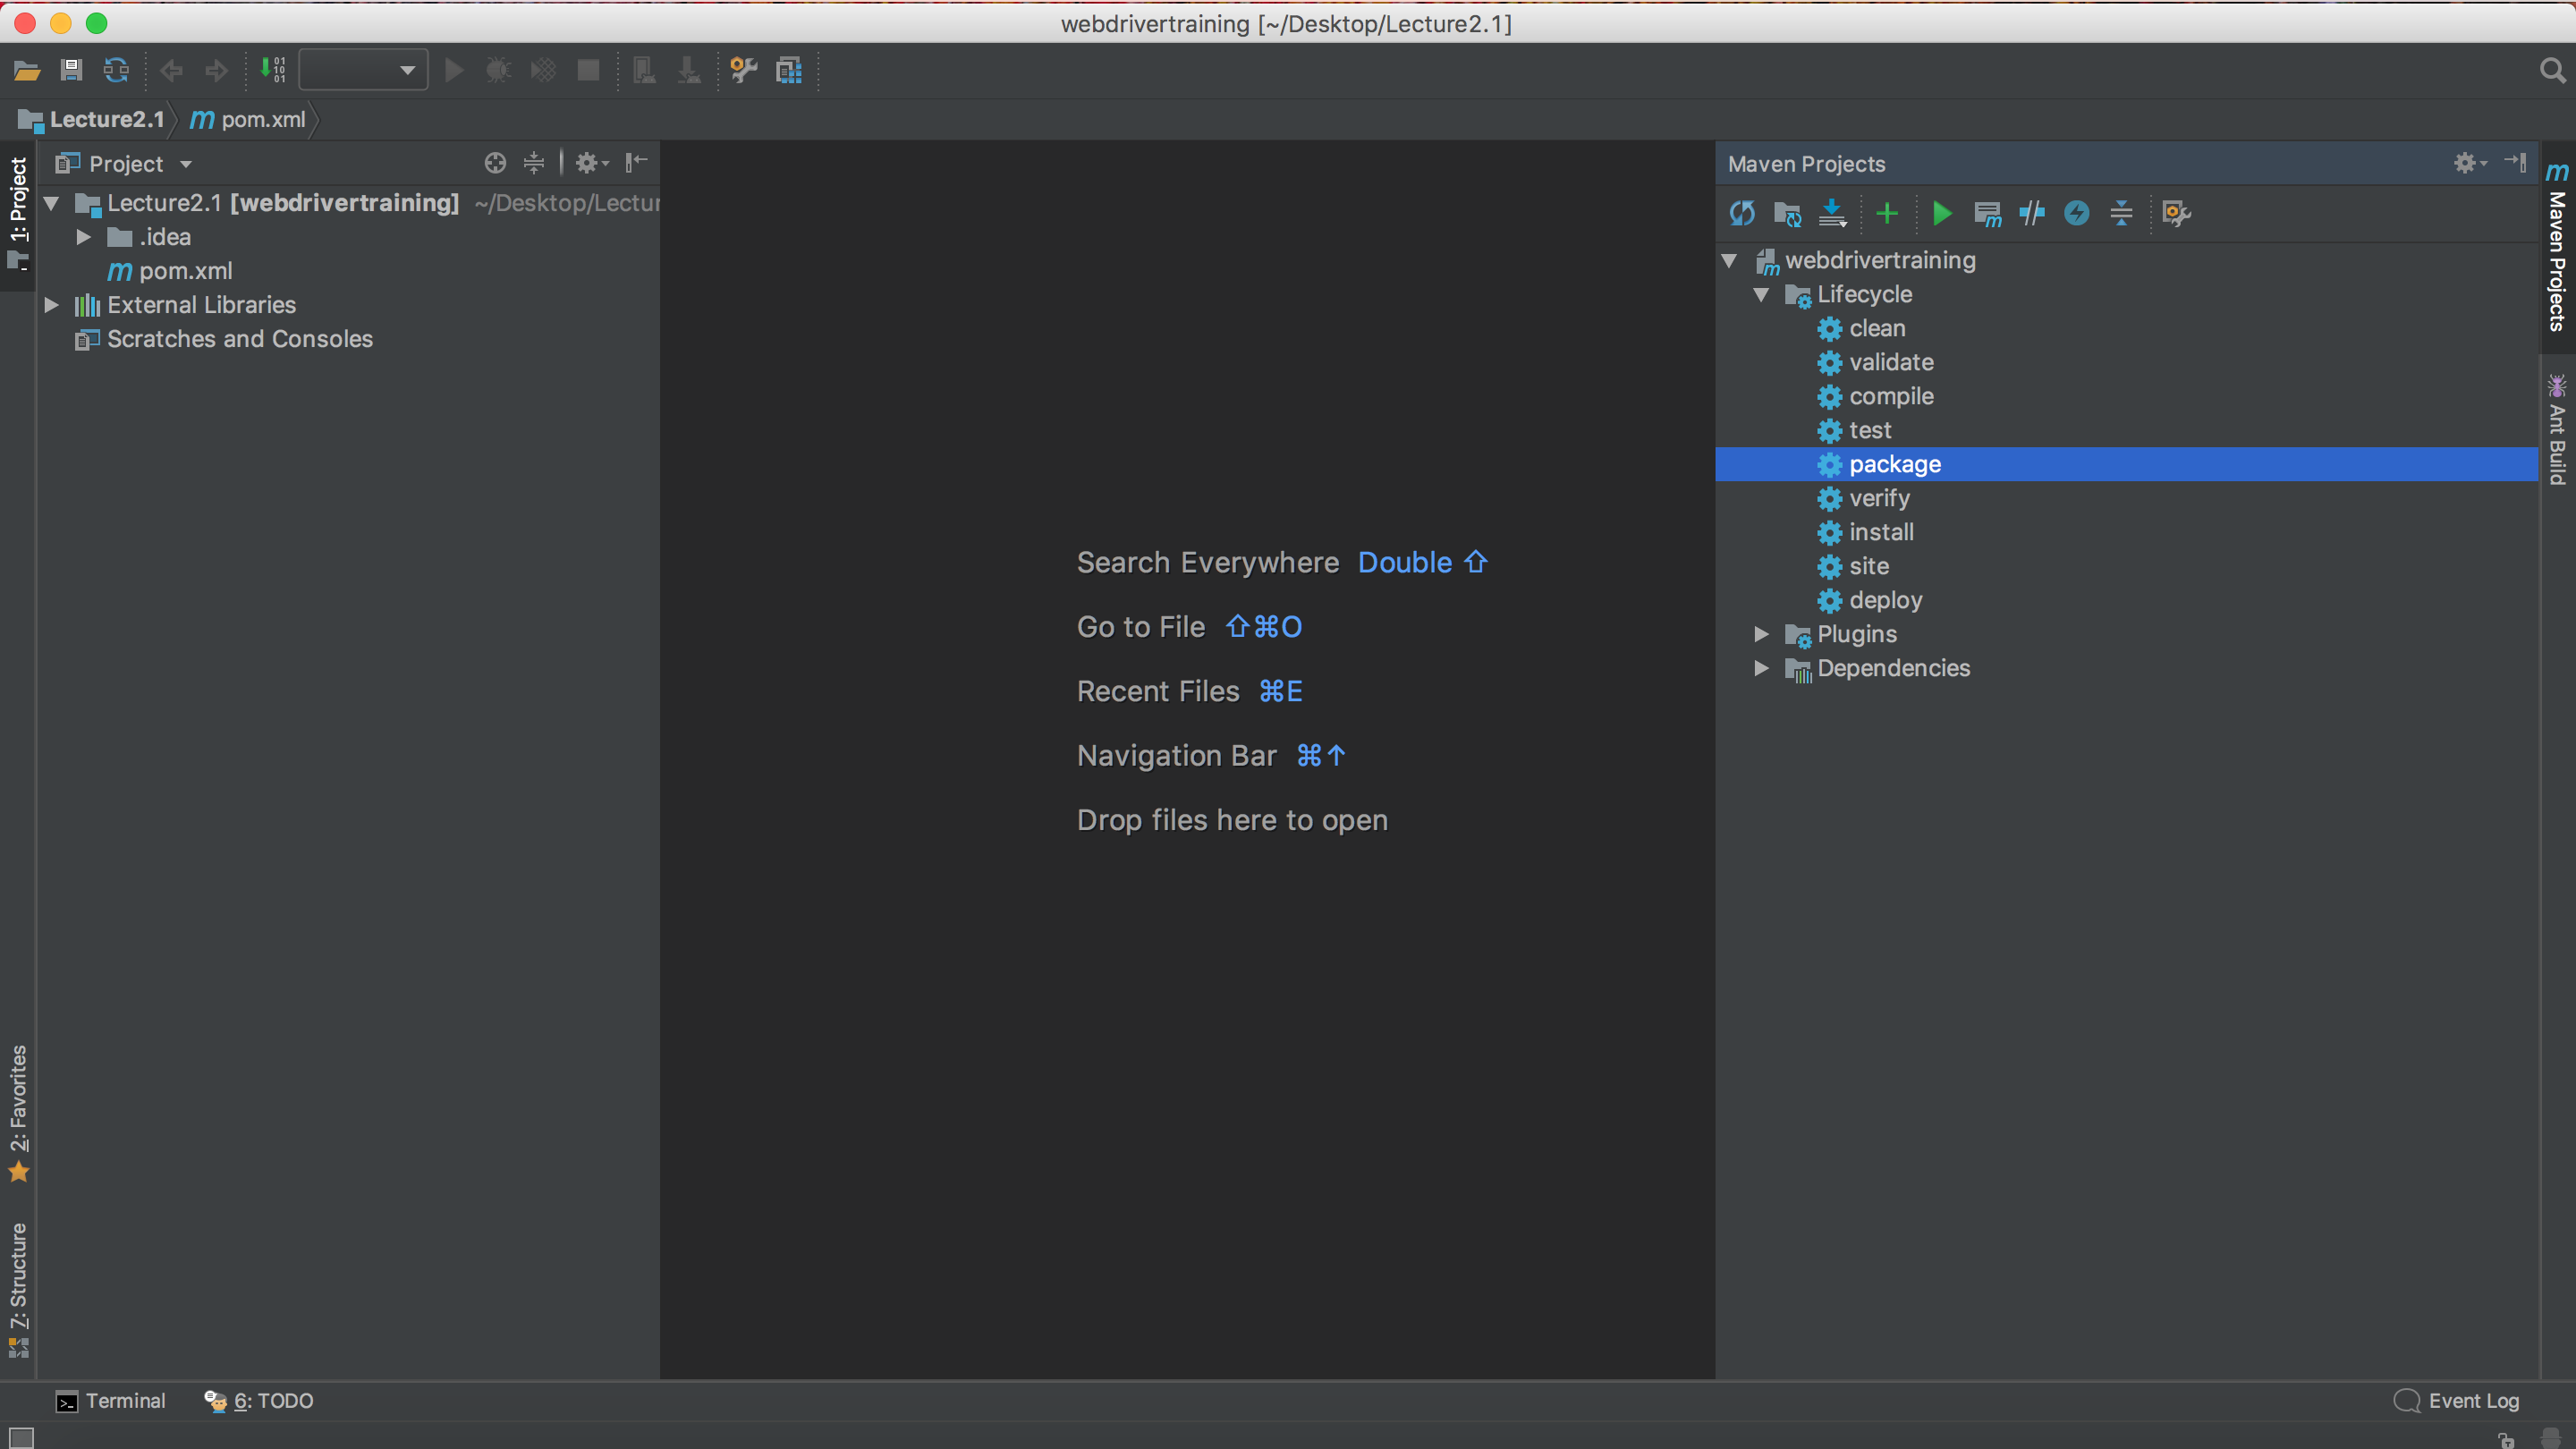 webdrivertraining [~/Desktop/Lecture2.1]
Lecture2.1 pom.xml
1: Project
Project
Lecture2.1 [webdrivertraining] ~/Desktop/Lectur
.idea
pom.xml
External Libraries
Scratches and Consoles
2: Favorites
7: Structure
Search Everywhere Double ⇧
Go to File ⇧⌘O
Recent Files ⌘E
Navigation Bar ⌘↑
Drop files here to open
Maven Projects
webdrivertraining
Lifecycle
clean
validate
compile
test
package
verify
install
site
deploy
Plugins
Dependencies
Maven Projects
Ant Build
Terminal
6: TODO
Event Log